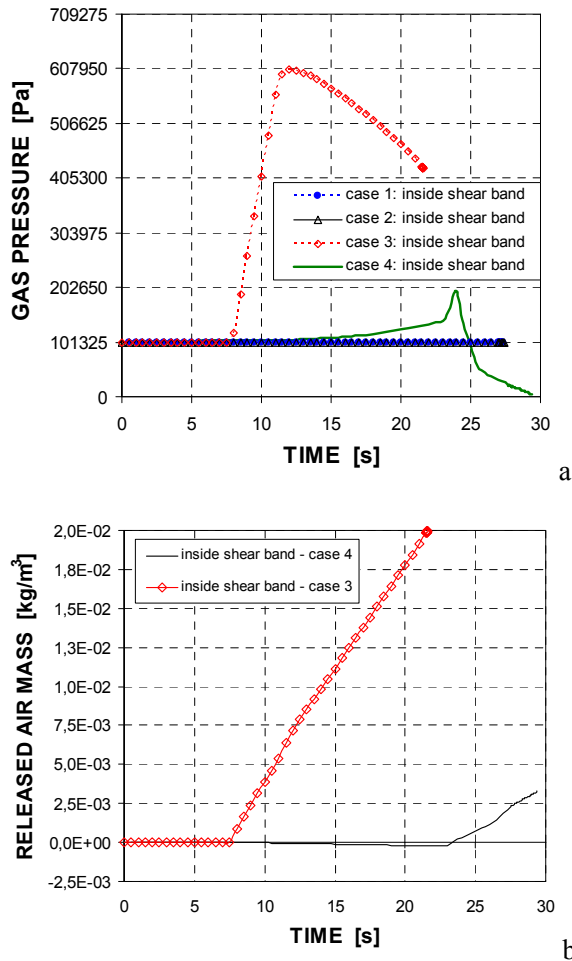 709275
607950
506625
405300
303975
202650
101325
0
GAS PRESSURE [Pa]
case 1: inside shear band
case 2: inside shear band
case 3: inside shear band
case 4: inside shear band
0 5 10 15 20 25 30
TIME [s]
a
2,0E-02
1,8E-02
1,5E-02
1,3E-02
1,0E-02
7,5E-03
5,0E-03
2,5E-03
0,0E+00
-2,5E-03
RELEASED AIR MASS [kg/m³]
inside shear band - case 4
inside shear band - case 3
0 5 10 15 20 25 30
TIME [s]
b